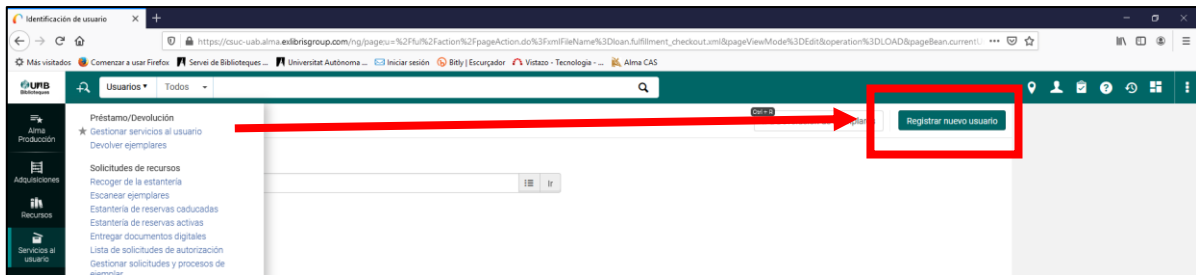 Identificación de usuario
https://csuc-uab.alma.exlibrisgroup.com/ng/page;u=%2Fful%2Faction%2FpageAction.do%3FxmlFileName%3Dloan.fulfillment_checkout.xml&pageViewMode%3DEdit&operation%3DLOAD&pageBean.currentU
Más visitados Comenzar a usar Firefox Servei de Biblioteques ... Universitat Autònoma ... Iniciar sesión Bitly | Escurçador Vistazo - Tecnologia - ... Alma CAS
UAB
Biblioteques
Usuarios Todos
Alma
Producción
Adquisiciones
Recursos
Servicios al
usuario
Préstamo/Devolución
Gestionar servicios al usuario
Devolver ejemplares
Solicitudes de recursos
Recoger de la estantería
Escanear ejemplares
Estantería de reservas caducadas
Estantería de reservas activas
Entregar documentos digitales
Lista de solicitudes de autorización
Gestionar solicitudes y procesos de
ejemplar
Ctrl + R
Registrar nuevo usuario
Ir